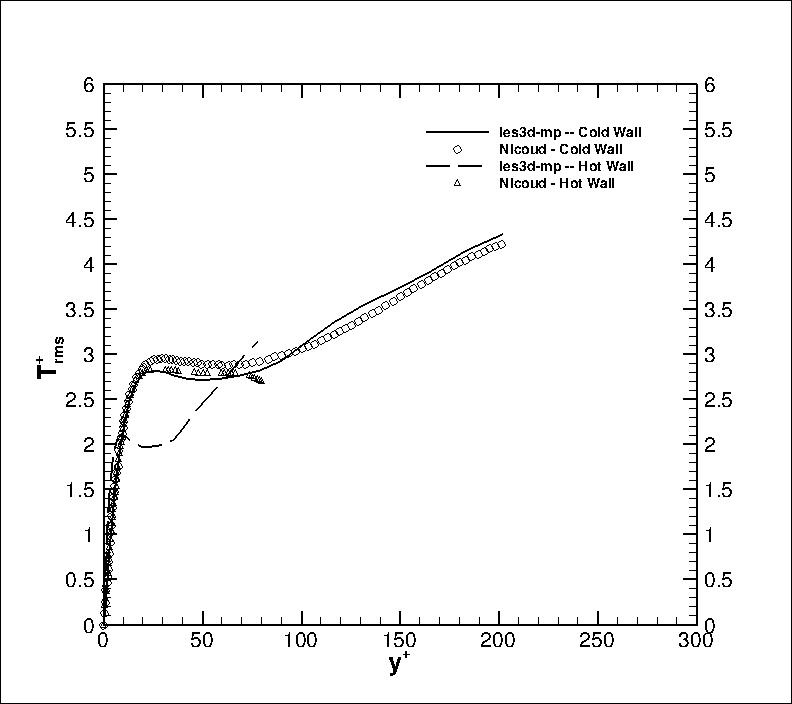 6 6
5.5 5.5
les3d-mp -- Cold Wall
Nicoud - Cold Wall
les3d-mp -- Hot Wall
Nicoud - Hot Wall
5 5
4.5 4.5
4 4
3.5 3.5
T+rms
3 3
2.5 2.5
2 2
1.5 1.5
1 1
0.5 0.5
0 0
0 50 100 150 200 250 300
y+